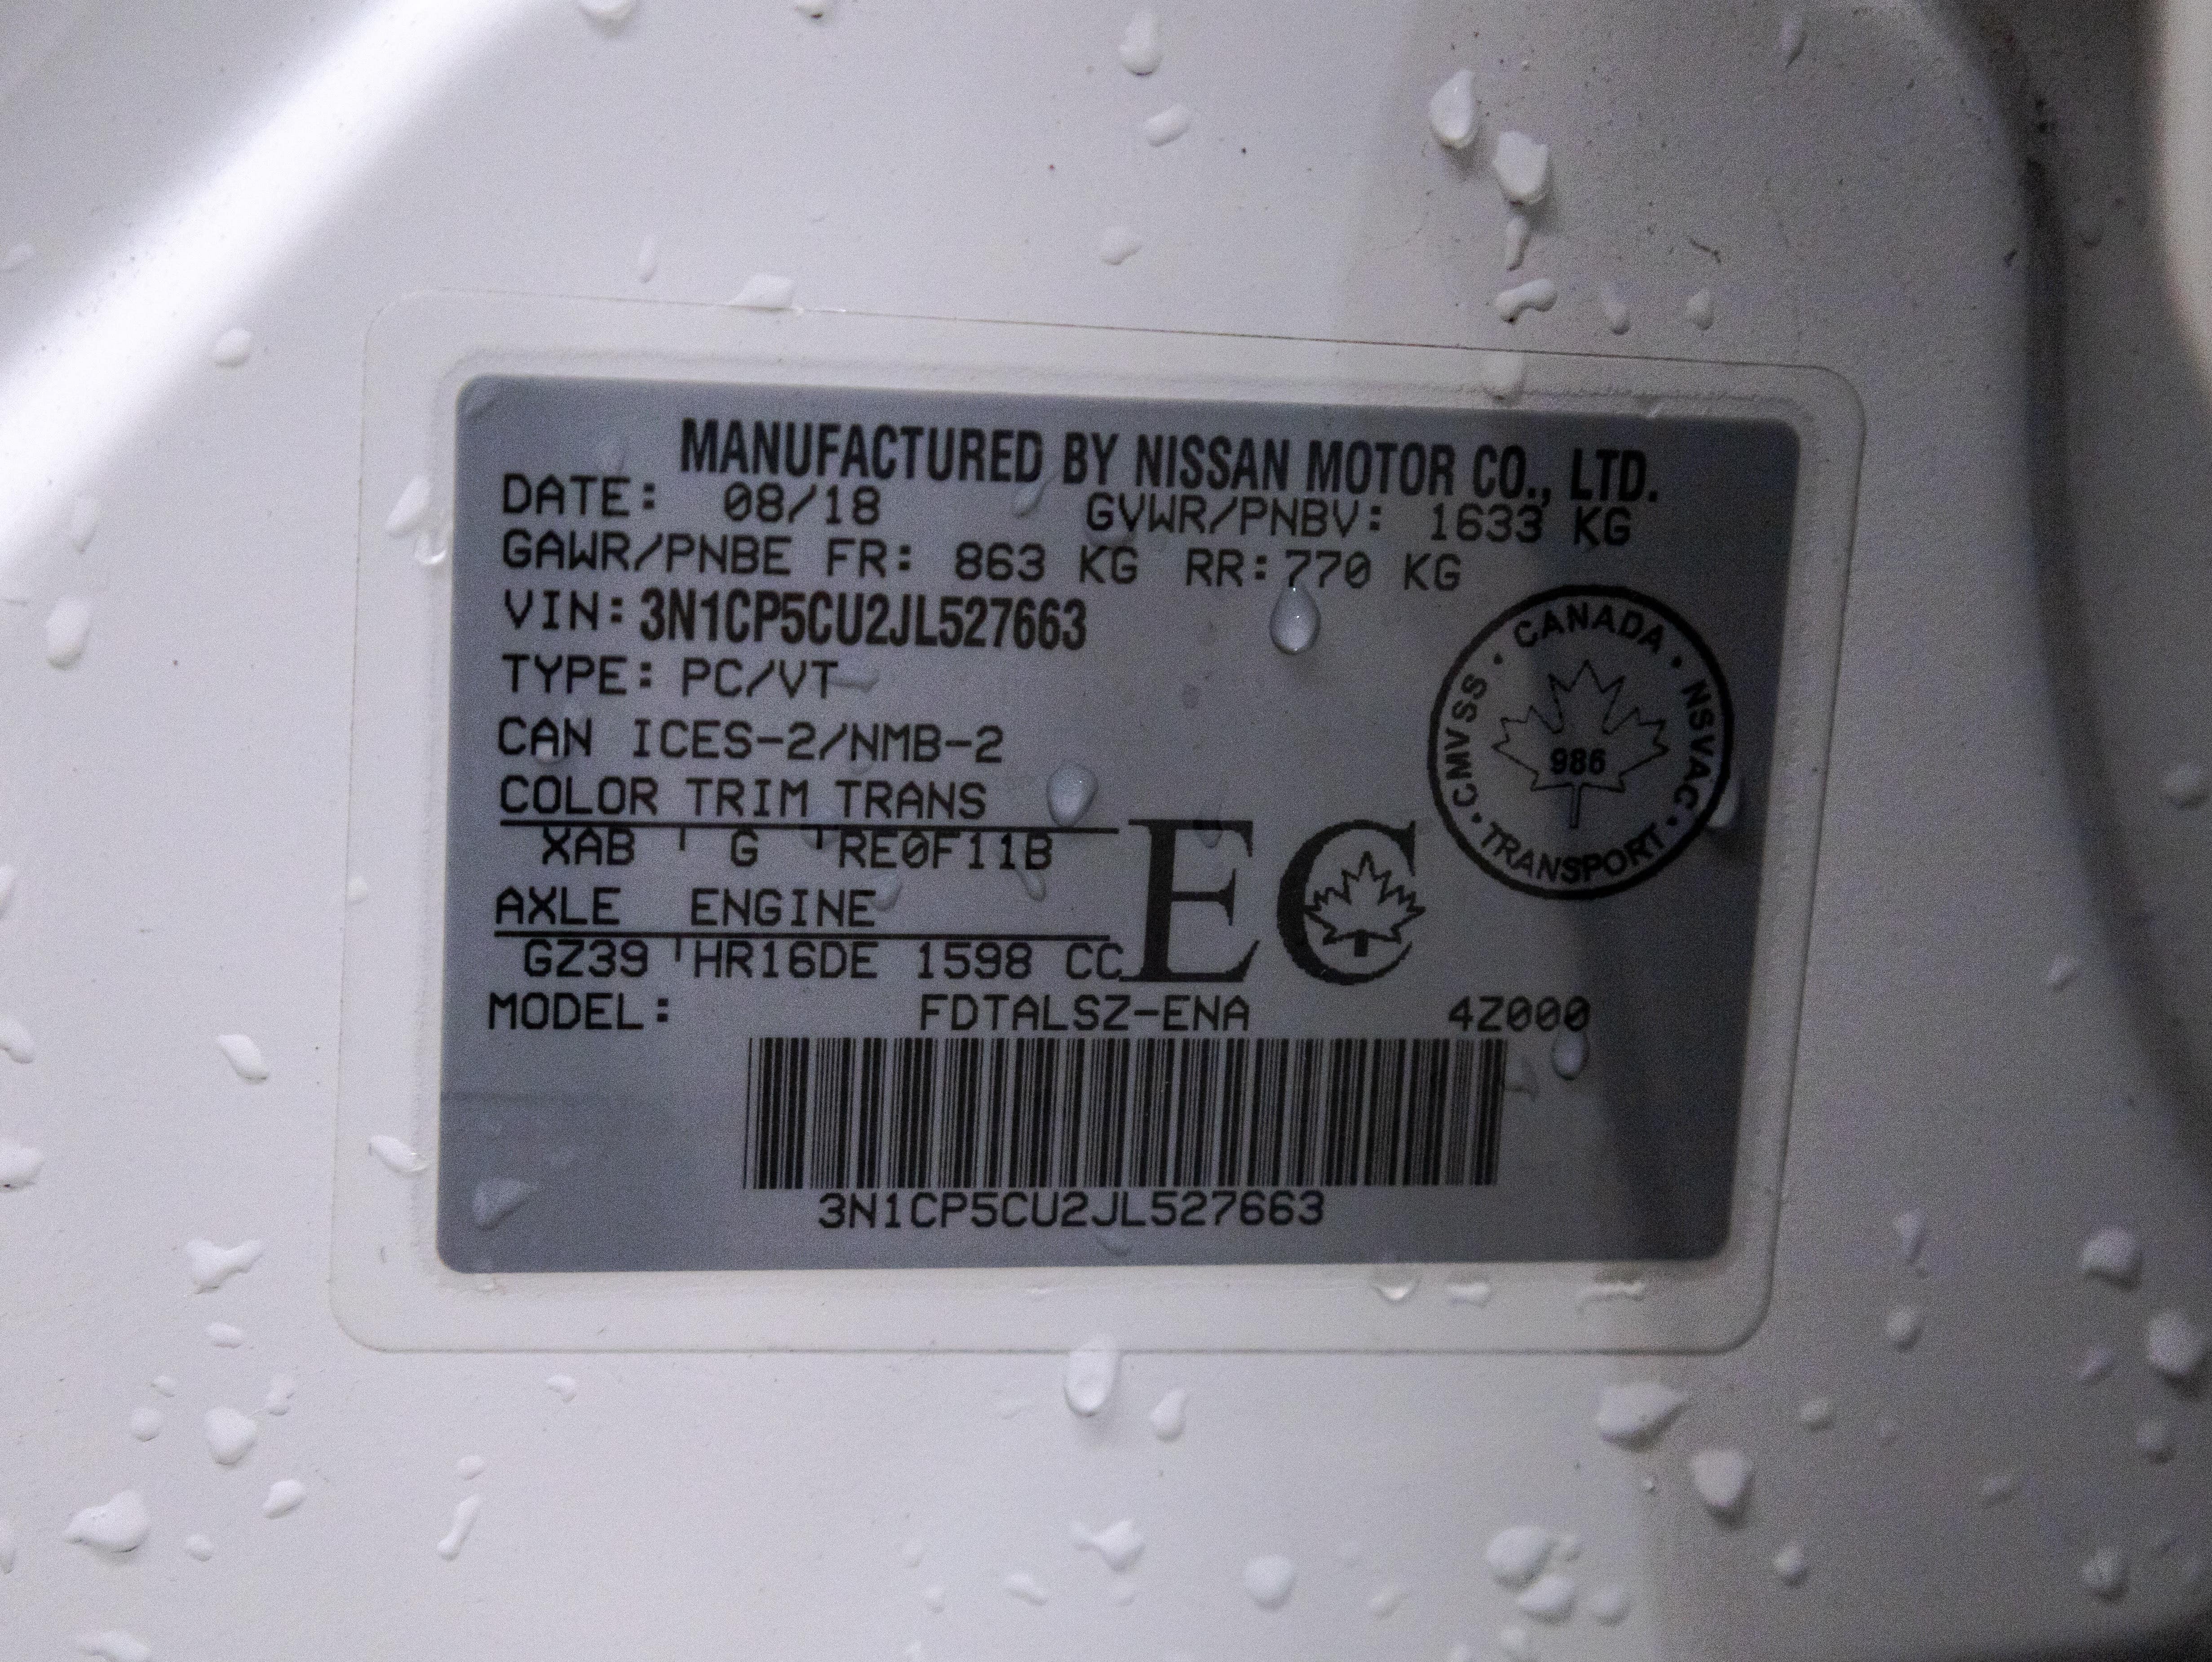 MANUFACTURED BY NISSAN MOTOR CO., LTD.
DATE: 08/18 GVWR/PNBV: 1633 KG
GAWR/PNBE FR: 863 KG RR:770 KG
VIN: 3N1CP5CU2JL527663
TYPE: PC/VT
CAN ICES-2/NMB-2
COLOR TRIM TRANS
XAB G RE0F11B
AXLE ENGINE
GZ39 HR16DE 1598 CC
EC
CANADA • NSVAC • TRANSPORT • CMVSS •
986
MODEL: FDTALSZ-ENA 4Z000
3N1CP5CU2JL527663